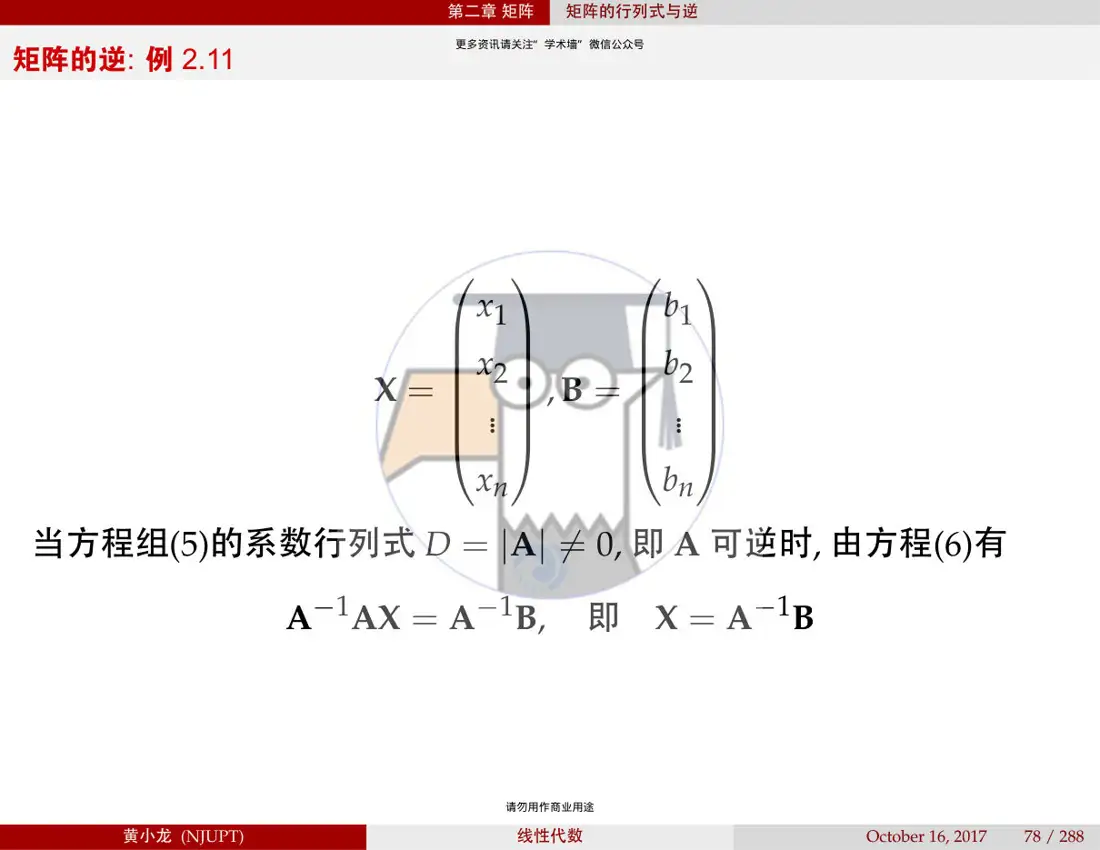 第二章 矩阵 矩阵的行列式与逆
更多资讯请关注“学术墙”微信公众号
矩阵的逆: 例 2.11
X = (x₁ x₂ ⋮ xₙ), B = (b₁ b₂ ⋮ bₙ)
当方程组(5)的系数行列式 D = |A| ≠ 0, 即 A 可逆时, 由方程(6)有
A⁻¹AX = A⁻¹B, 即 X = A⁻¹B
请勿用作商业用途
黄小龙 (NJUPT) 线性代数 October 16, 2017 78 / 288